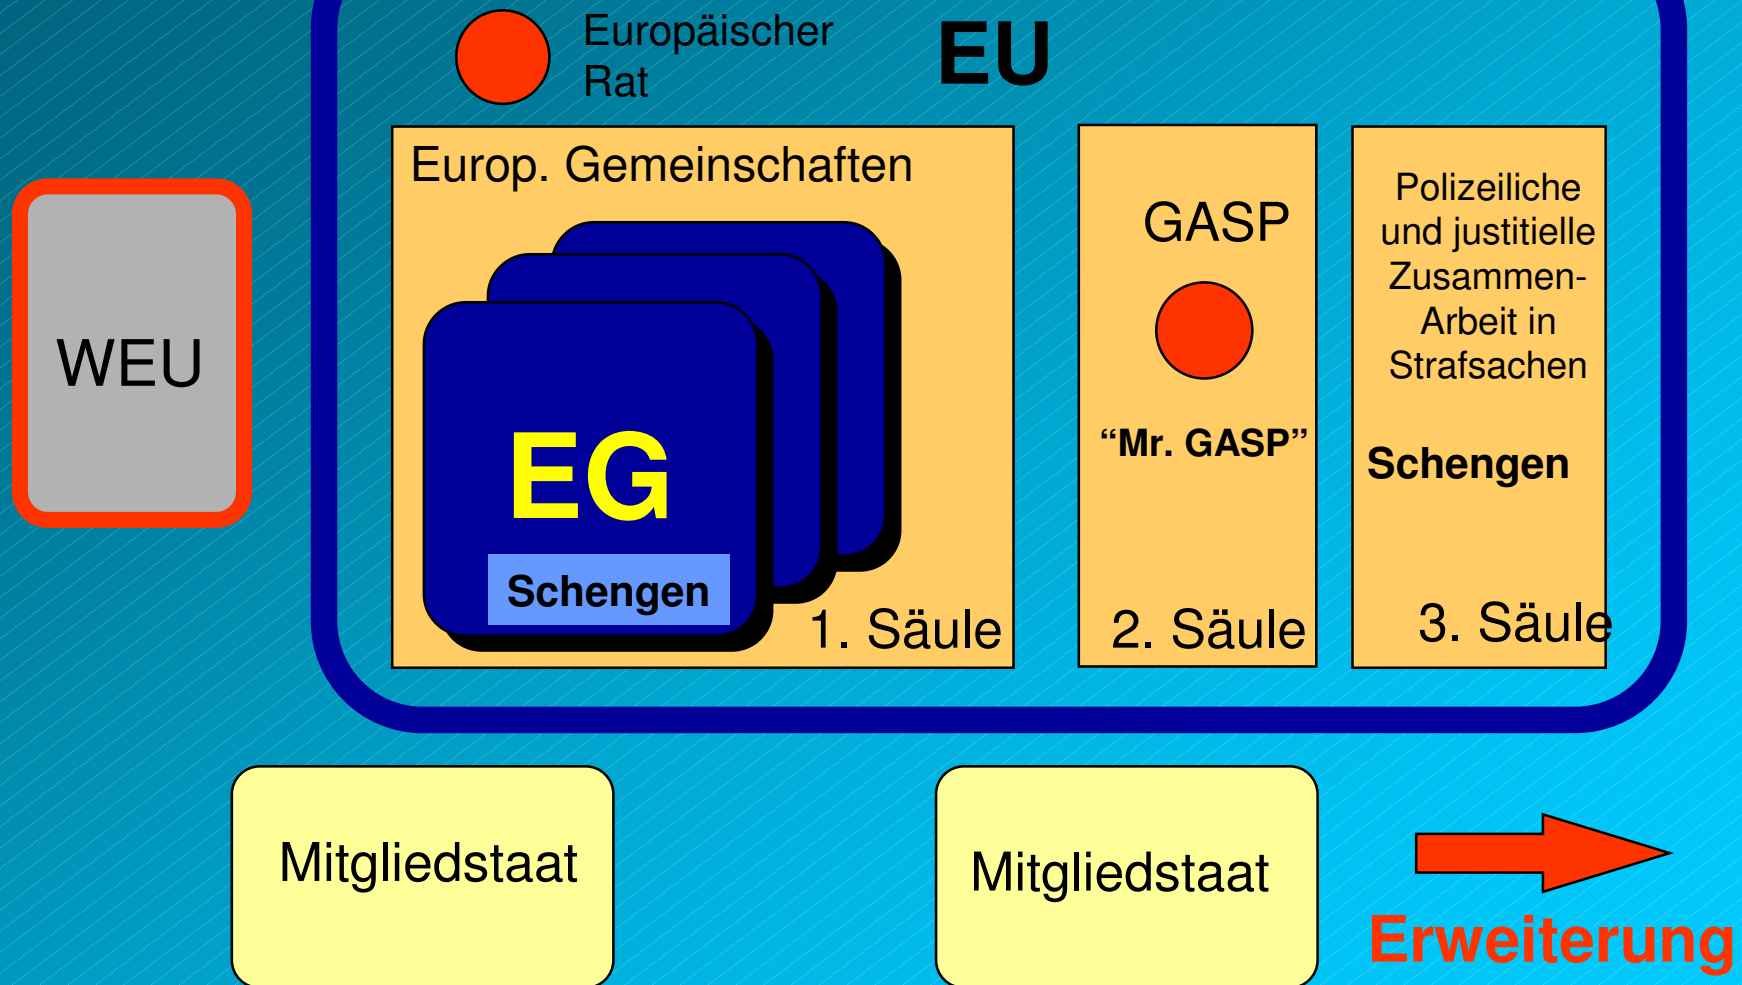 Europäischer
Rat
EU
Europ. Gemeinschaften
EG
Schengen
1. Säule
GASP
“Mr. GASP”
2. Säule
Polizeiliche
und justitielle
Zusammen-
Arbeit in
Strafsachen
Schengen
3. Säule
WEU
Mitgliedstaat
Mitgliedstaat
Erweiterung